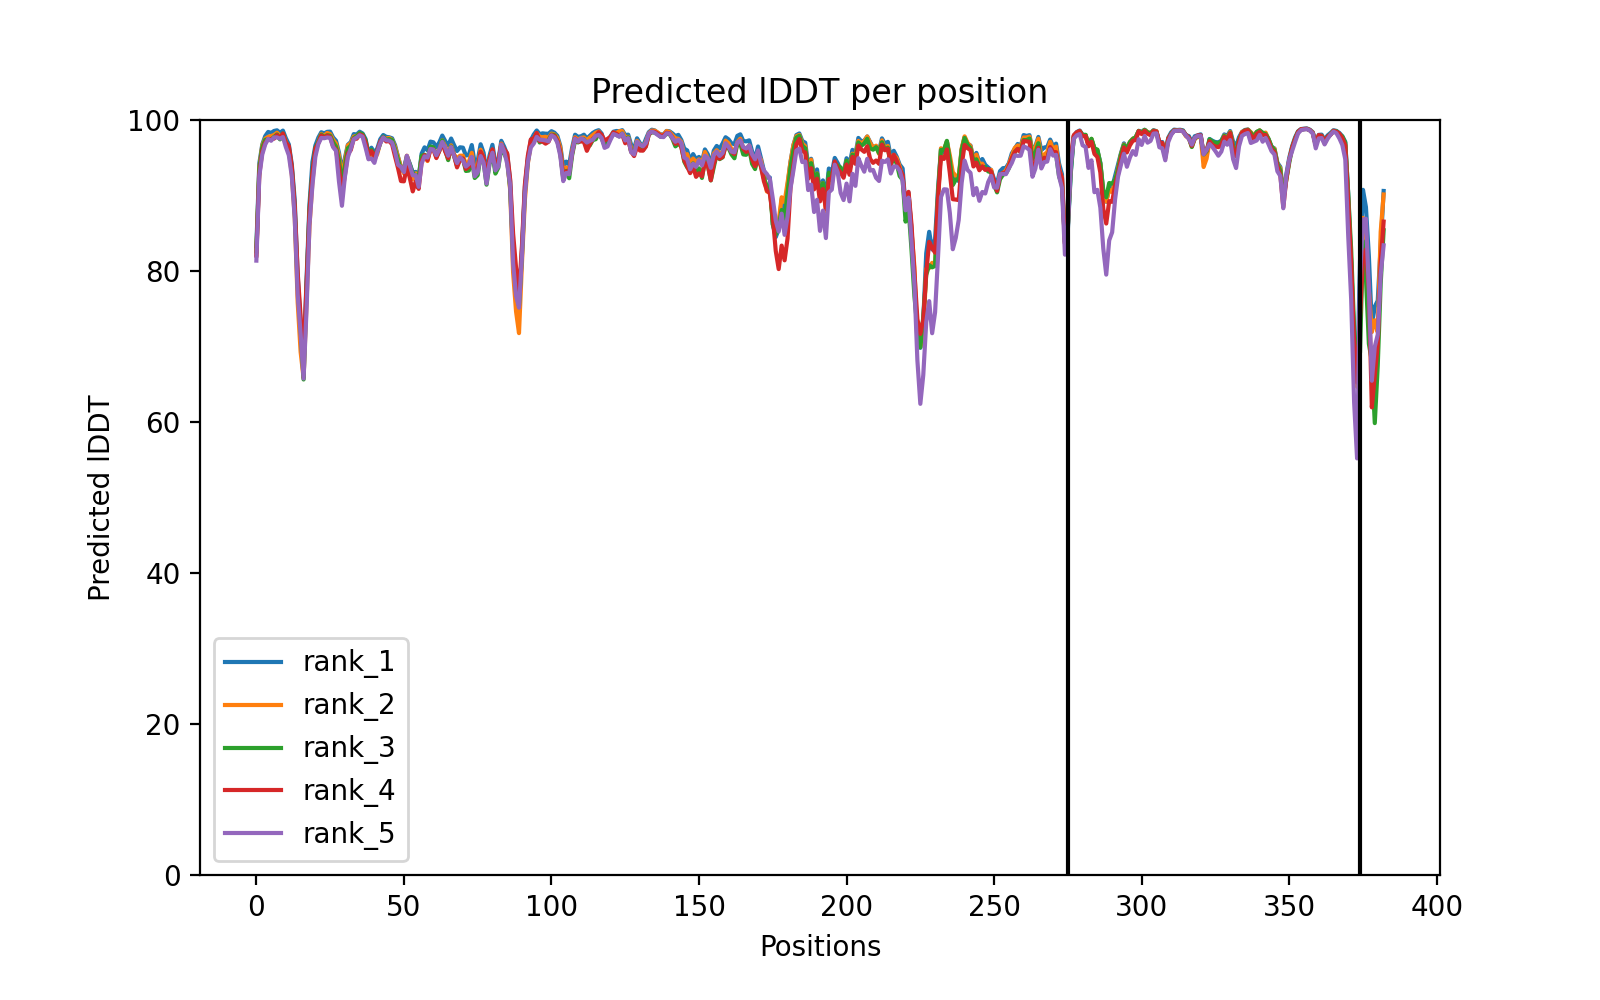 Predicted lDDT per position
100
80
60
40
20
0
Predicted lDDT
rank_1
rank_2
rank_3
rank_4
rank_5
0 50 100 150 200 250 300 350 400
Positions